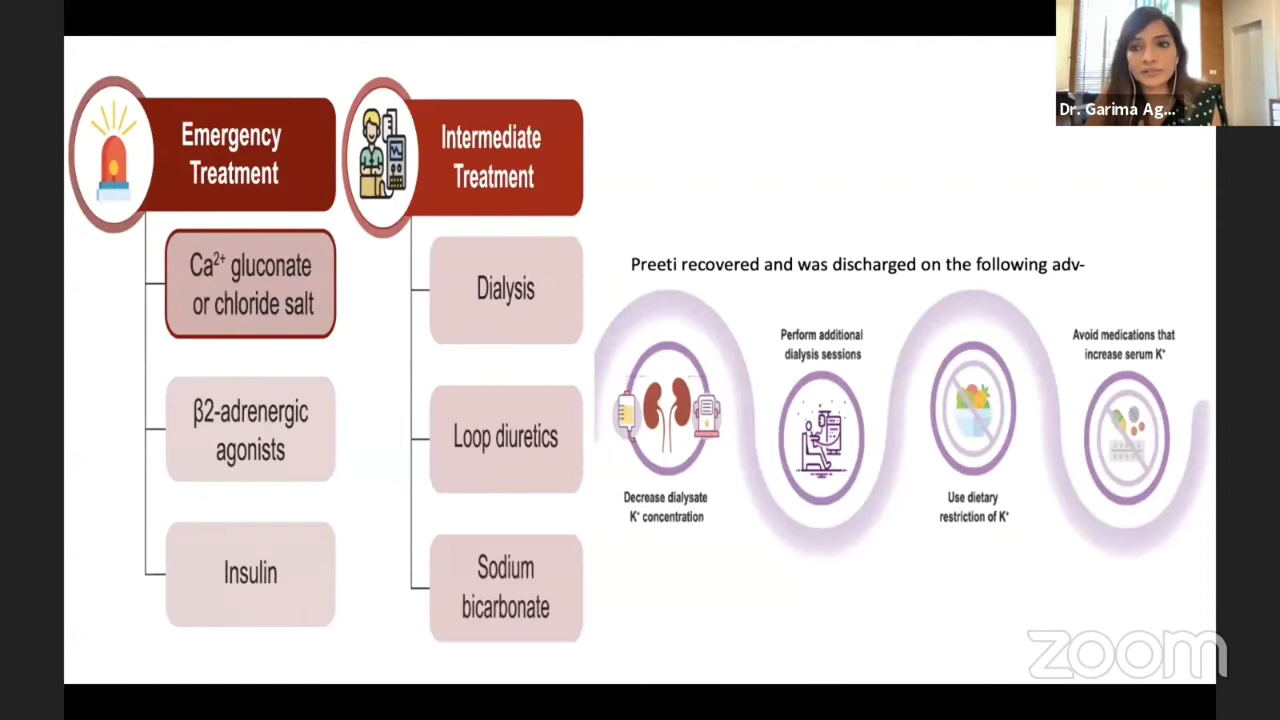 Dr. Garima Ag...
Emergency
Treatment
Intermediate
Treatment
Ca²⁺ gluconate
or chloride salt
β2-adrenergic
agonists
Insulin
Dialysis
Loop diuretics
Sodium
bicarbonate
Preeti recovered and was discharged on the following adv-
Decrease dialysate
K⁺ concentration
Perform additional
dialysis sessions
Use dietary
restriction of K⁺
Avoid medications that
increase serum K⁺
zoom